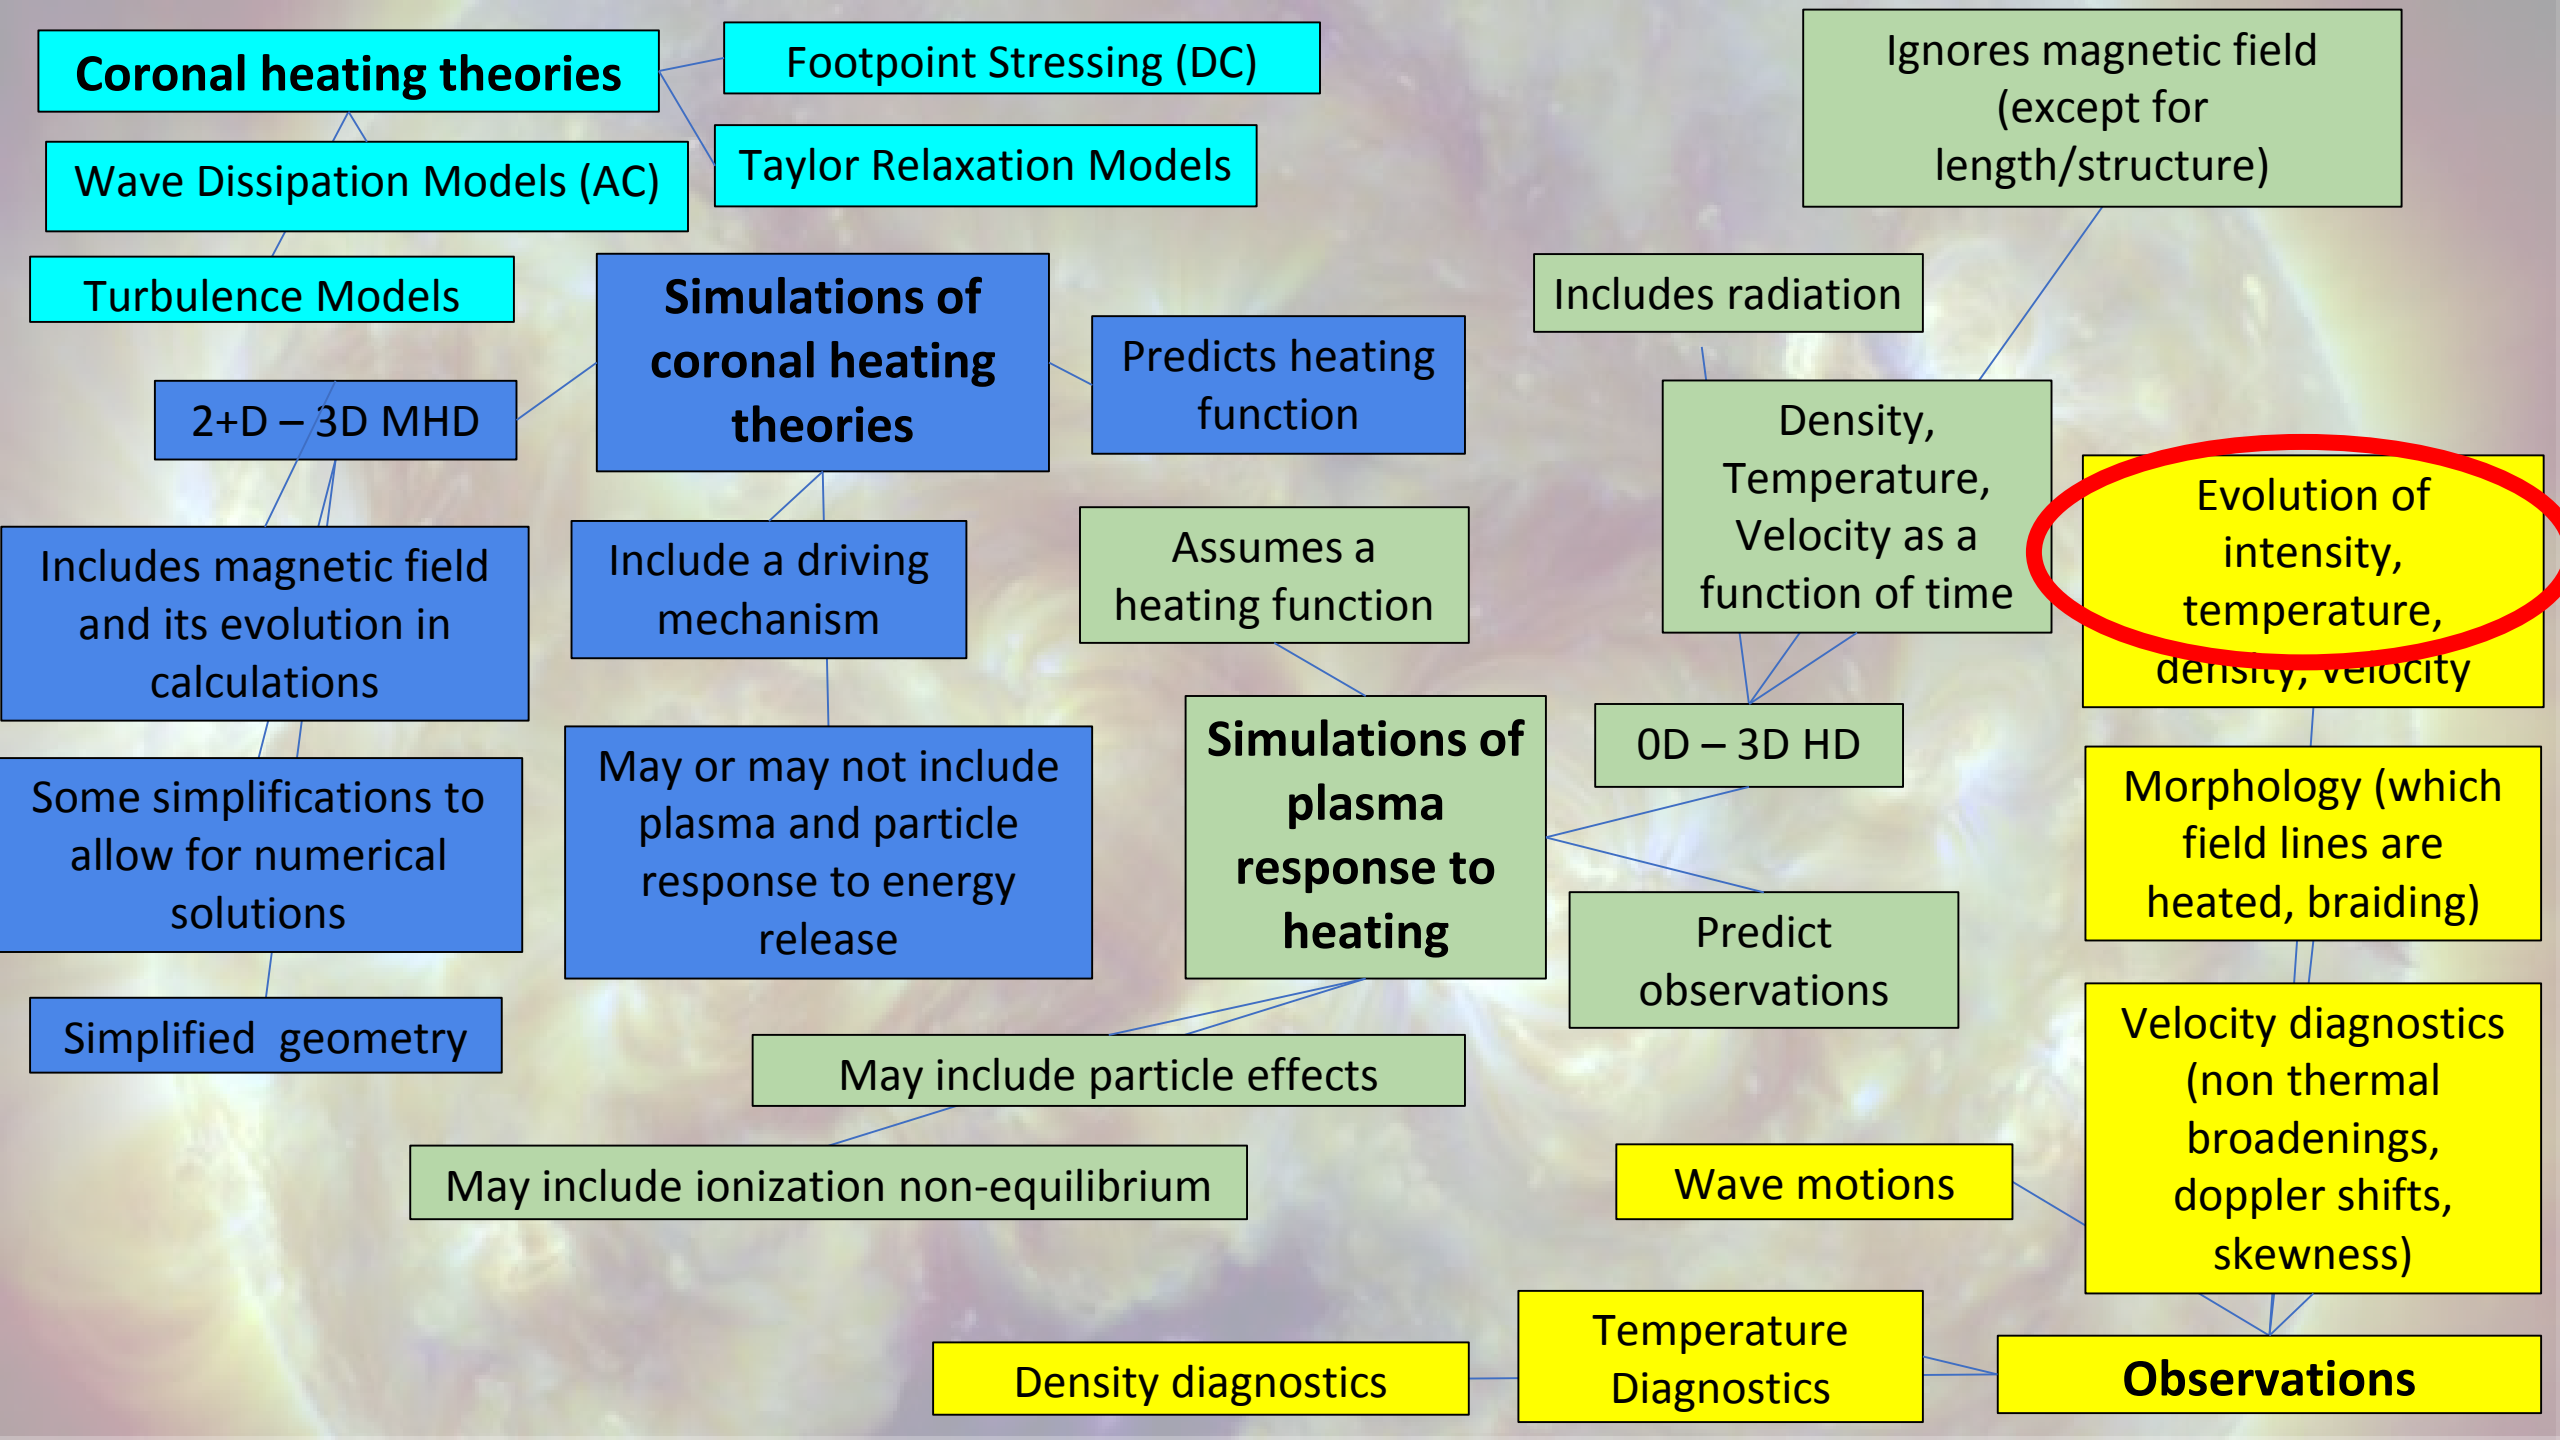 Coronal heating theories
Footpoint Stressing (DC)
Taylor Relaxation Models
Wave Dissipation Models (AC)
Turbulence Models
Simulations of
coronal heating
theories
Predicts heating
function
2+D – 3D MHD
Includes magnetic field
and its evolution in
calculations
Some simplifications to
allow for numerical
solutions
Simplified  geometry
Include a driving
mechanism
May or may not include
plasma and particle
response to energy
release
Ignores magnetic field
(except for
length/structure)
Includes radiation
Density,
Temperature,
Velocity as a
function of time
Assumes a
heating function
Simulations of
plasma
response to
heating
0D – 3D HD
Predict
observations
May include particle effects
May include ionization non-equilibrium
Evolution of
intensity,
temperature,
density, velocity
Morphology (which
field lines are
heated, braiding)
Velocity diagnostics
(non thermal
broadenings,
doppler shifts,
skewness)
Wave motions
Temperature
Diagnostics
Density diagnostics
Observations